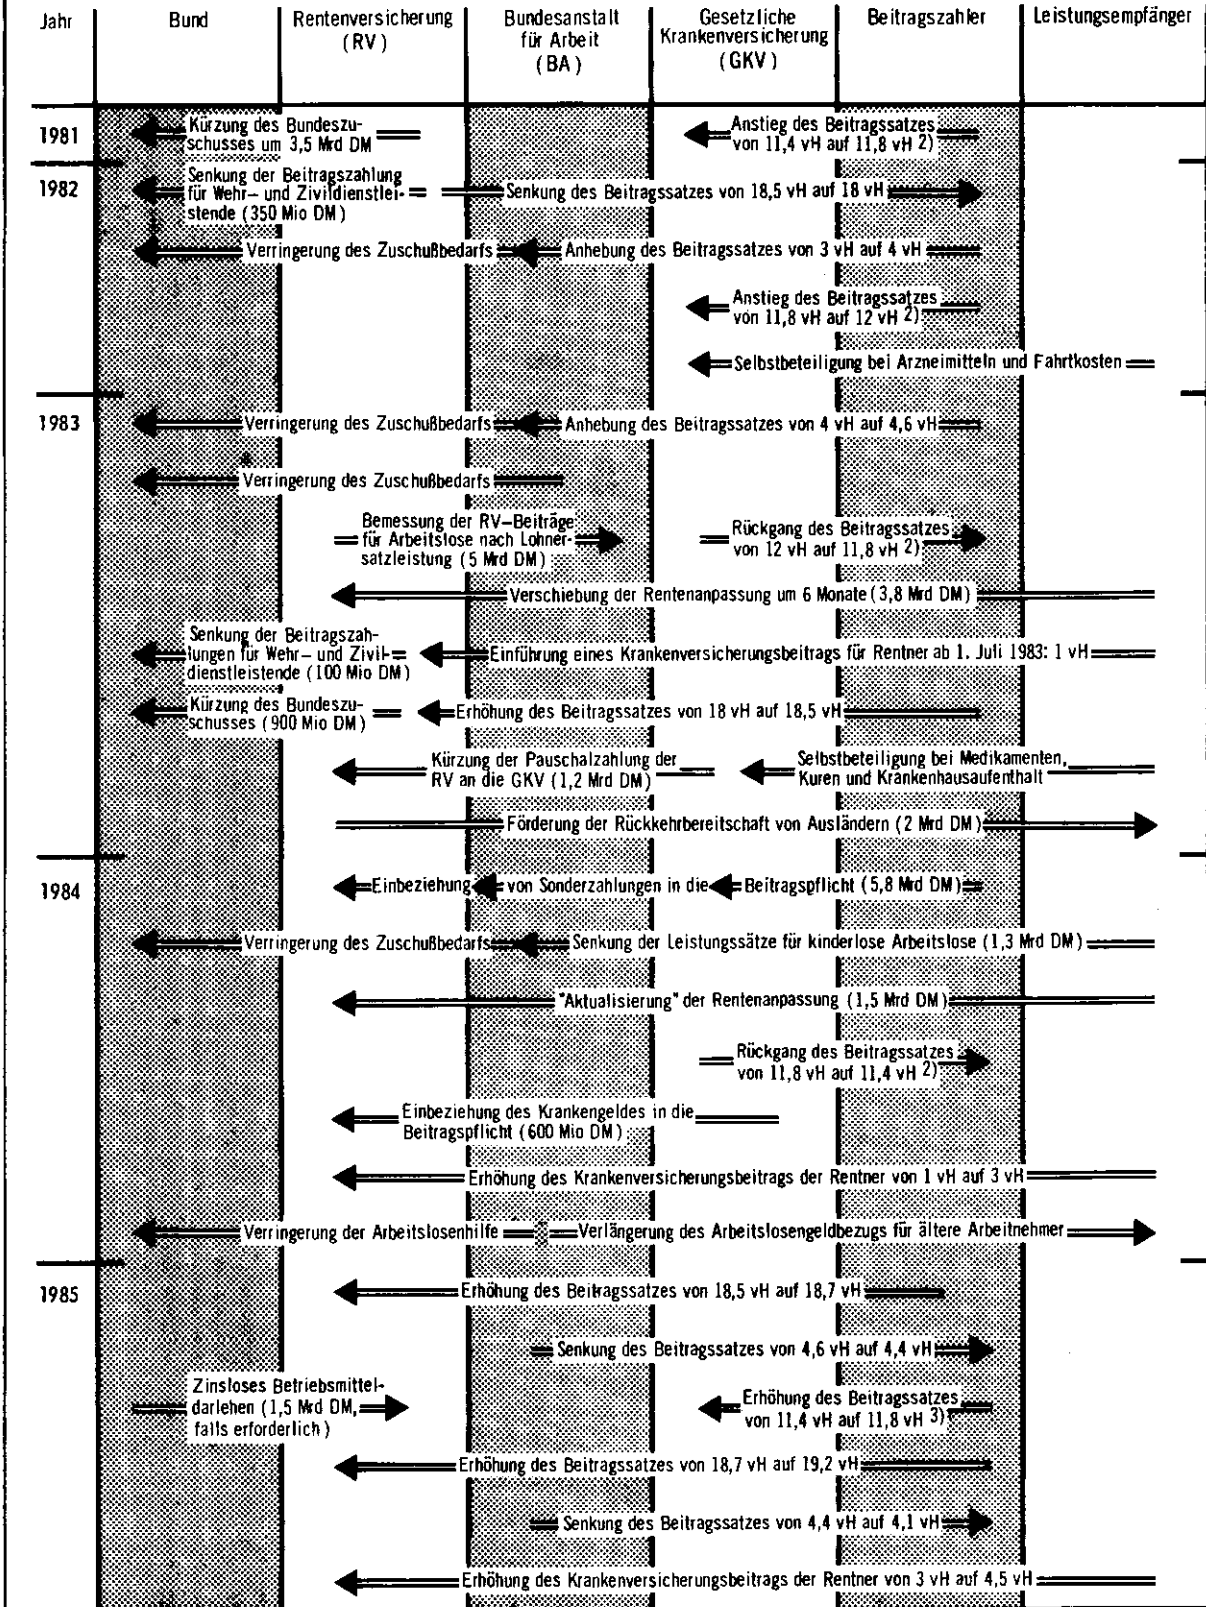 Jahr
Bund
Rentenversicherung
(RV)
Bundesanstalt
für Arbeit
(BA)
Gesetzliche
Krankenversicherung
(GKV)
Beitragszahler
Leistungsempfänger
1981
Kürzung des Bundeszu-
schusses um 3,5 Mrd DM
Anstieg des Beitragssatzes
von 11,4 vH auf 11,8 vH 2)
1982
Senkung der Beitragszahlung
für Wehr- und Zivildienstlei-
stende (350 Mio DM)
Senkung des Beitragssatzes von 18,5 vH auf 18 vH
Verringerung des Zuschußbedarfs
Anhebung des Beitragssatzes von 3 vH auf 4 vH
Anstieg des Beitragssatzes
von 11,8 vH auf 12 vH 2)
Selbstbeteiligung bei Arzneimitteln und Fahrtkosten
1983
Verringerung des Zuschußbedarfs
Anhebung des Beitragssatzes von 4 vH auf 4,6 vH
Verringerung des Zuschußbedarfs
Bemessung der RV-Beiträge
für Arbeitslose nach Lohner-
satzleistung (5 Mrd DM)
Rückgang des Beitragssatzes
von 12 vH auf 11,8 vH 2)
Verschiebung der Rentenanpassung um 6 Monate (3,8 Mrd DM)
Senkung der Beitragszah-
lungen für Wehr- und Zivil-
dienstleistende (100 Mio DM)
Einführung eines Krankenversicherungsbeitrags für Rentner ab 1. Juli 1983: 1 vH
Kürzung des Bundeszu-
schusses (900 Mio DM)
Erhöhung des Beitragssatzes von 18 vH auf 18,5 vH
Kürzung der Pauschalzahlung der
RV an die GKV (1,2 Mrd DM)
Selbstbeteiligung bei Medikamenten,
Kuren und Krankenhausaufenthalt
Förderung der Rückkehrbereitschaft von Ausländern (2 Mrd DM)
1984
Einbeziehung von Sonderzahlungen in die Beitragspflicht (5,8 Mrd DM)
Verringerung des Zuschußbedarfs
Senkung der Leistungssätze für kinderlose Arbeitslose (1,3 Mrd DM)
"Aktualisierung" der Rentenanpassung (1,5 Mrd DM)
Rückgang des Beitragssatzes
von 11,8 vH auf 11,4 vH 2)
Einbeziehung des Krankengeldes in die
Beitragspflicht (600 Mio DM)
Erhöhung des Krankenversicherungsbeitrags der Rentner von 1 vH auf 3 vH
Verringerung der Arbeitslosenhilfe
Verlängerung des Arbeitslosengeldbezugs für ältere Arbeitnehmer
1985
Erhöhung des Beitragssatzes von 18,5 vH auf 18,7 vH
Senkung des Beitragssatzes von 4,6 vH auf 4,4 vH
Zinsloses Betriebsmittel-
darlehen (1,5 Mrd DM,
falls erforderlich)
Erhöhung des Beitragssatzes
von 11,4 vH auf 11,8 vH 3)
Erhöhung des Beitragssatzes von 18,7 vH auf 19,2 vH
Senkung des Beitragssatzes von 4,4 vH auf 4,1 vH
Erhöhung des Krankenversicherungsbeitrags der Rentner von 3 vH auf 4,5 vH